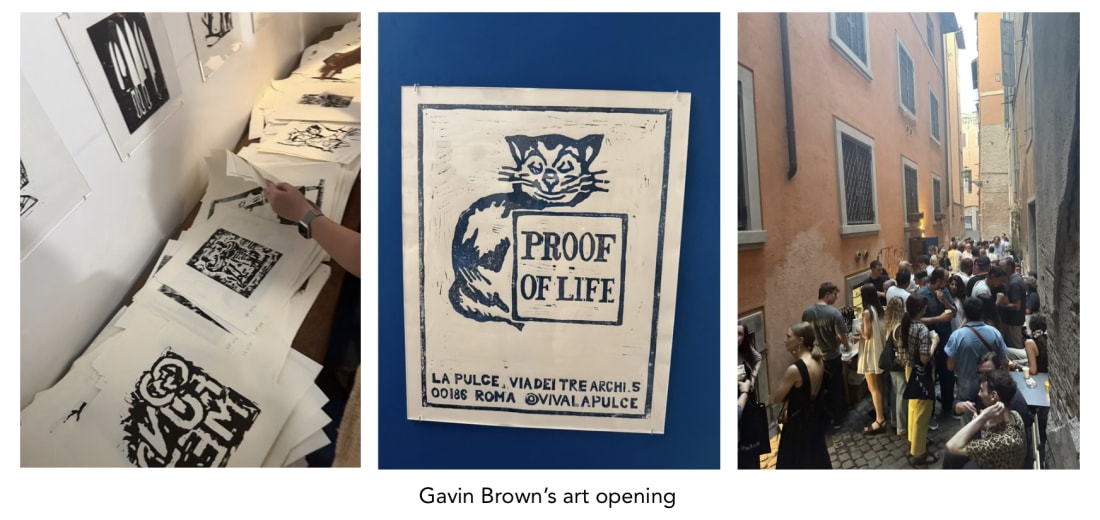 PROOF
OF LIFE
LA PULCE, VIA DEI TRE ARCHI.5
00186 ROMA @VIVALAPULCE
Gavin Brown's art opening